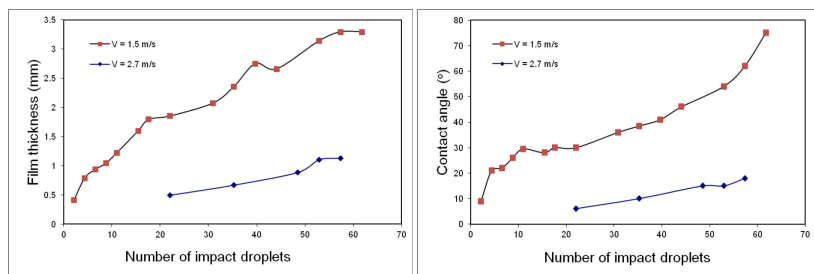 3.5
3
2.5
2
1.5
1
0.5
0
Film thickness (mm)
V = 1.5 m/s
V = 2.7 m/s
0 10 20 30 40 50 60 70
Number of impact droplets
80
70
60
50
40
30
20
10
0
Contact angle (°)
V = 1.5 m/s
V = 2.7 m/s
0 10 20 30 40 50 60 70
Number of impact droplets